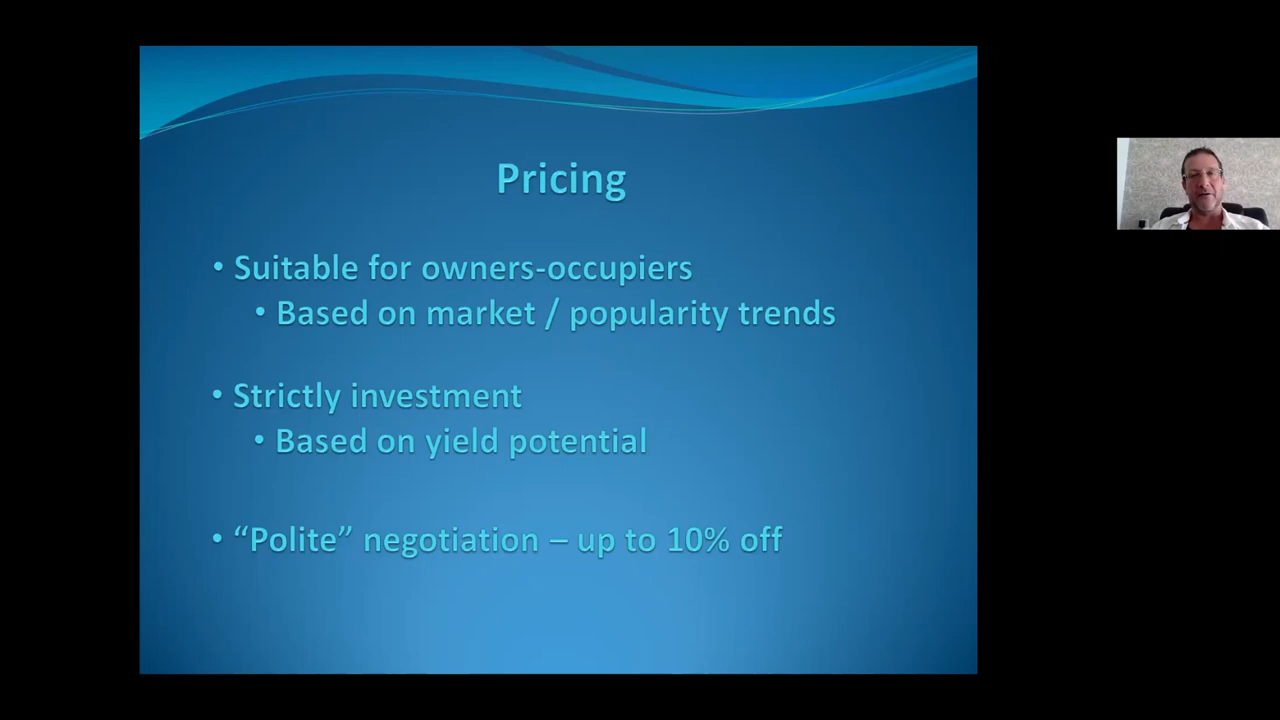 Pricing
• Suitable for owners-occupiers
• Based on market / popularity trends
• Strictly investment
• Based on yield potential
• “Polite” negotiation – up to 10% off